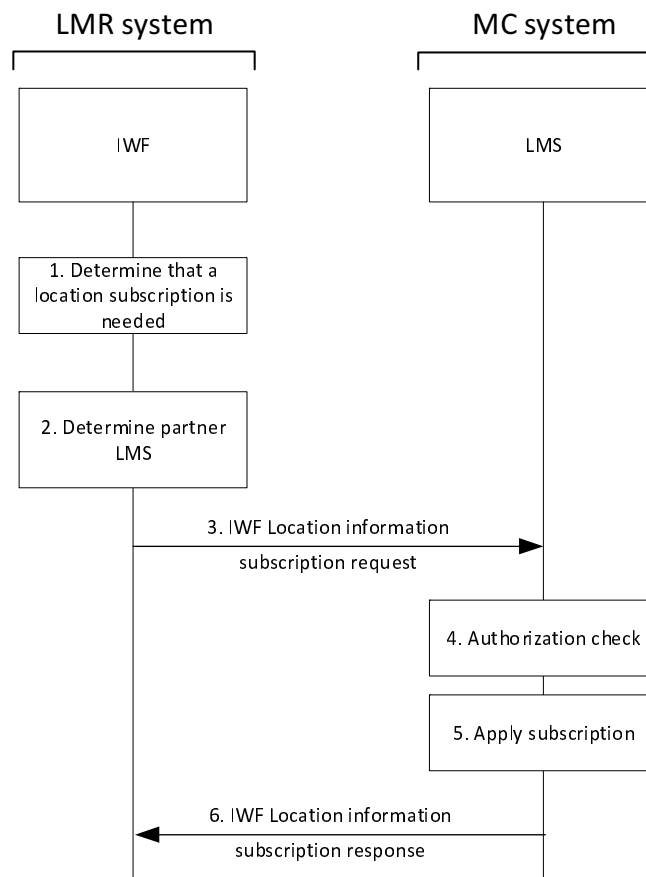 LMR system
MC system
IWF
LMS
1. Determine that a
location subscription is
needed
2. Determine partner
LMS
3. IWF Location information
subscription request
4. Authorization check
5. Apply subscription
6. IWF Location information
subscription response